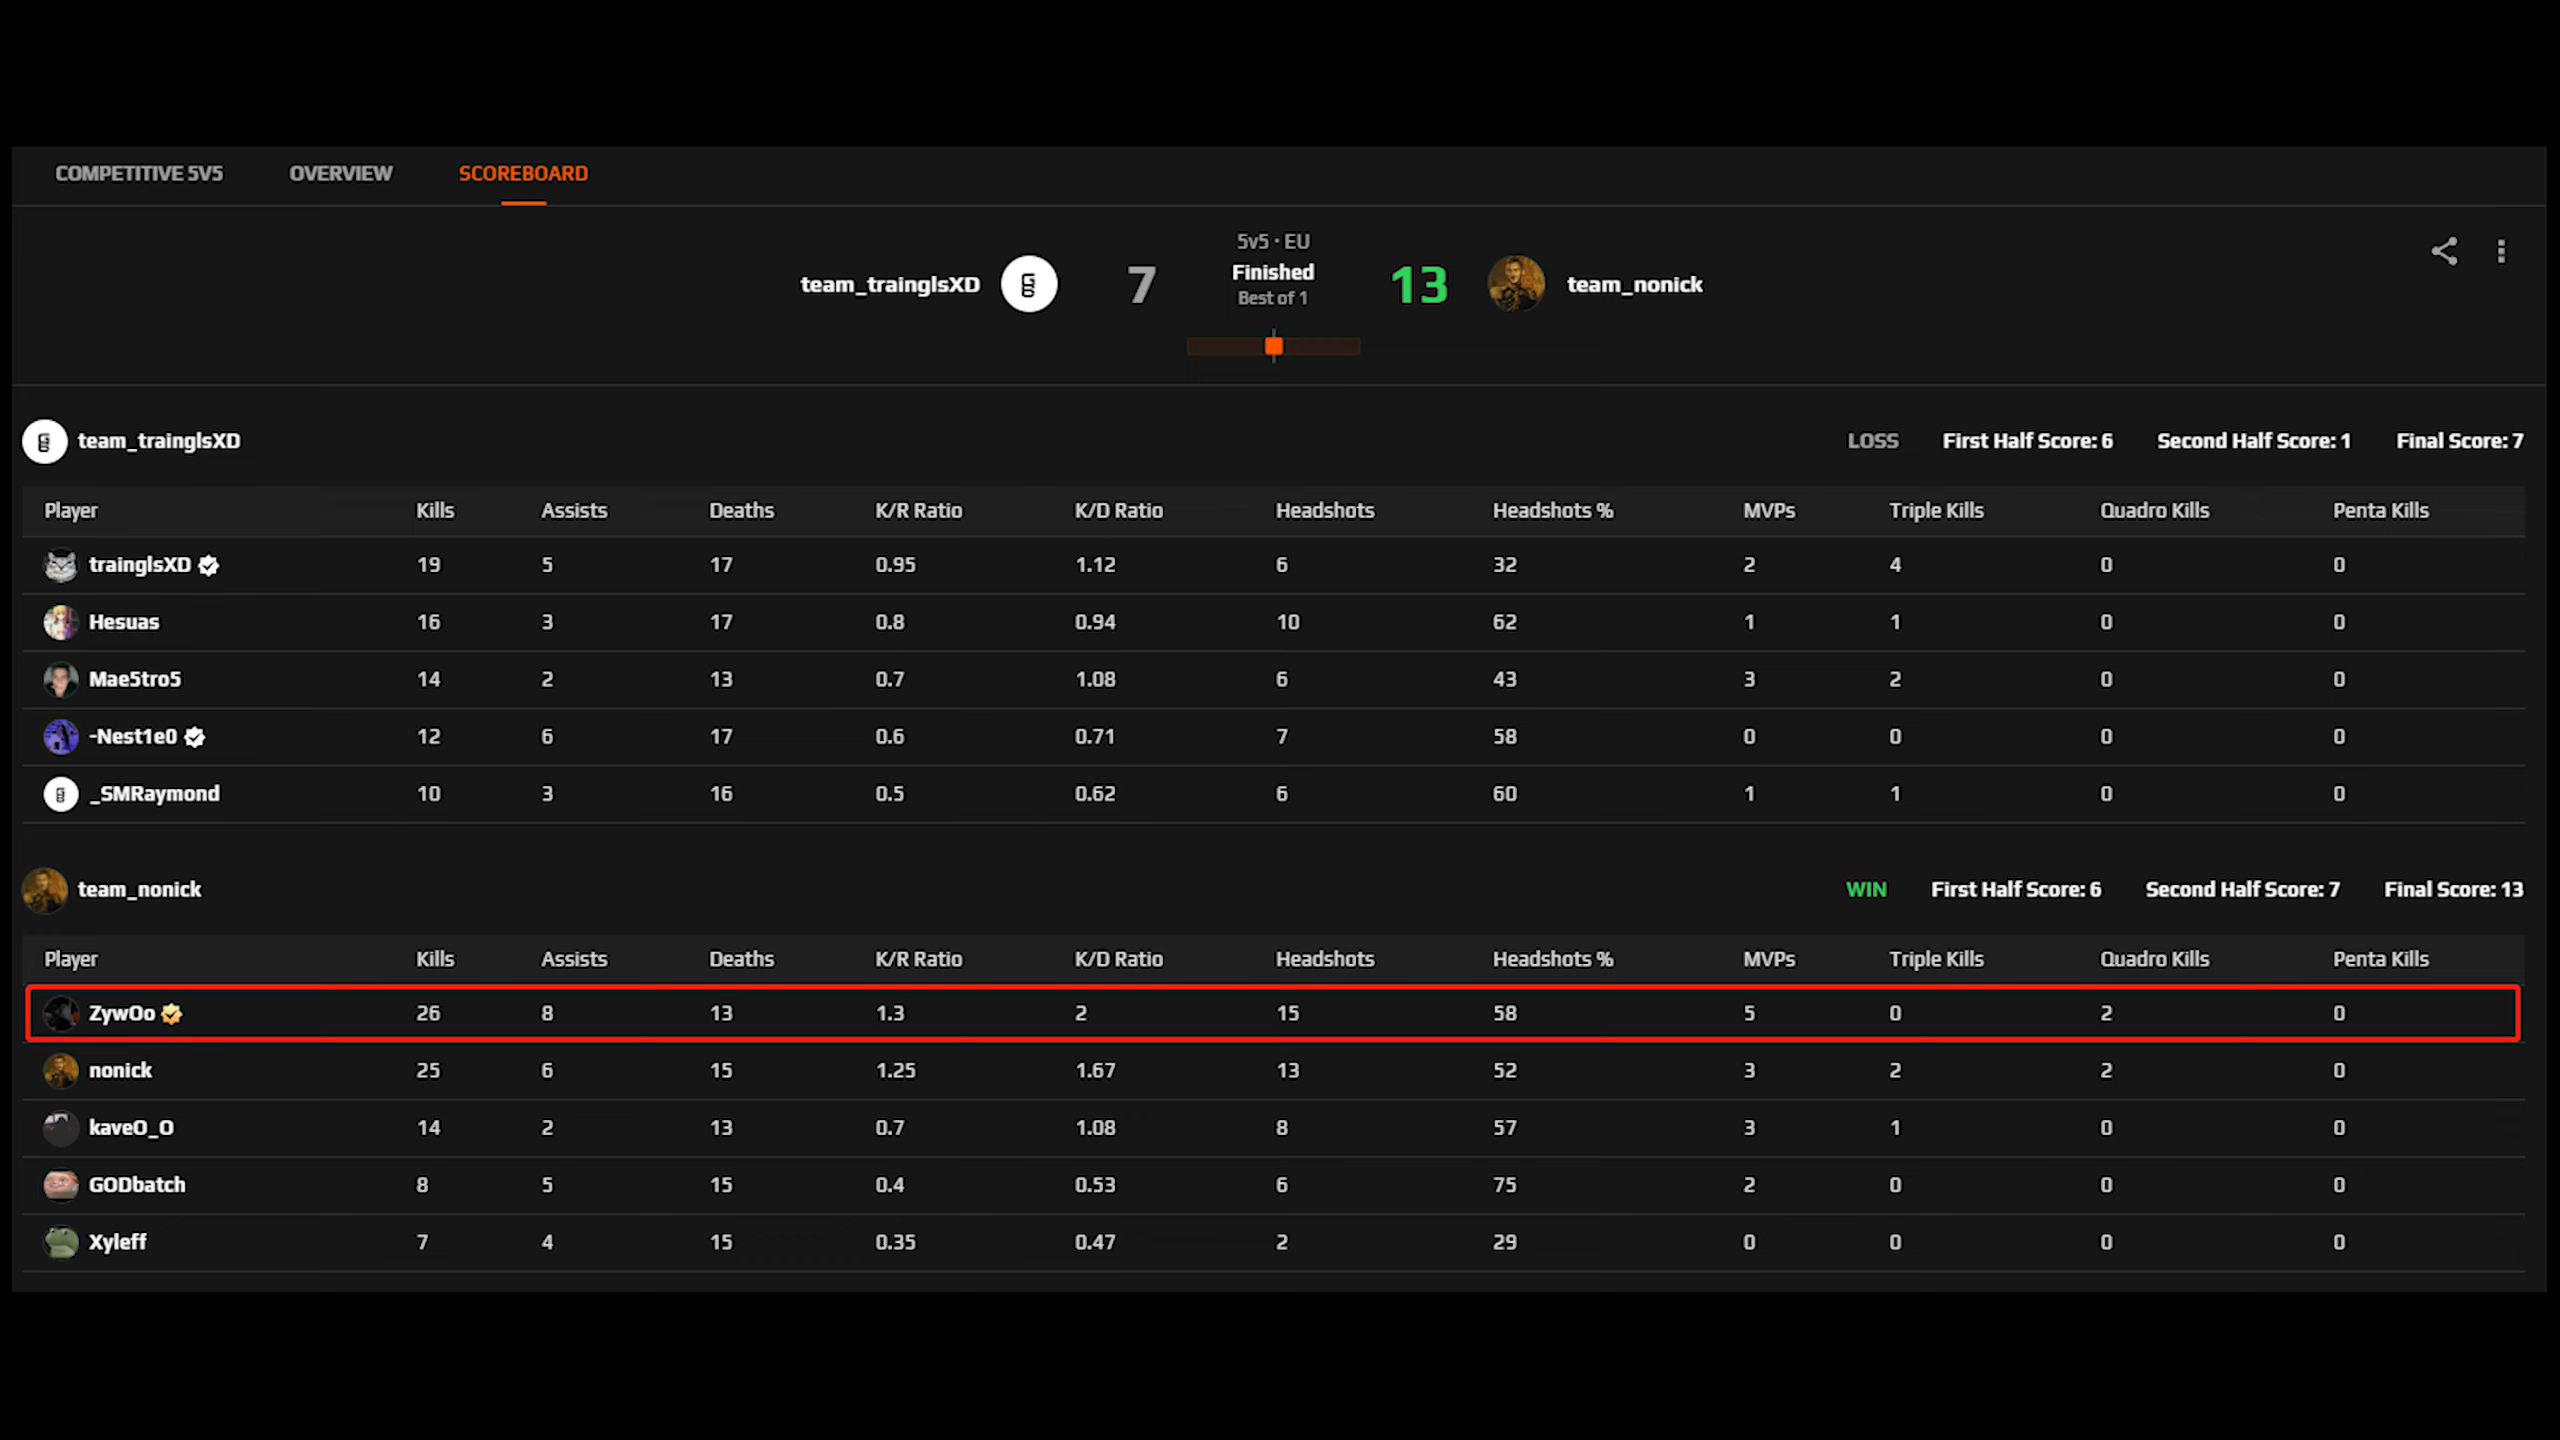 COMPETITIVE 5V5 OVERVIEW SCOREBOARD
5v5 · EU
team_trainglsXD 7 Finished 13 team_nonick
Best of 1
team_trainglsXD LOSS First Half Score: 6 Second Half Score: 1 Final Score: 7
Player Kills Assists Deaths K/R Ratio K/D Ratio Headshots Headshots % MVPs Triple Kills Quadro Kills Penta Kills
trainglsXD 19 5 17 0.95 1.12 6 32 2 4 0 0
Hesuas 16 3 17 0.8 0.94 10 62 1 1 0 0
Mae5tro5 14 2 13 0.7 1.08 6 43 3 2 0 0
-Nest1e0 12 6 17 0.6 0.71 7 58 0 0 0 0
_SMRaymond 10 3 16 0.5 0.62 6 60 1 1 0 0
team_nonick WIN First Half Score: 6 Second Half Score: 7 Final Score: 13
Player Kills Assists Deaths K/R Ratio K/D Ratio Headshots Headshots % MVPs Triple Kills Quadro Kills Penta Kills
ZywOo 26 8 13 1.3 2 15 58 5 0 2 0
nonick 25 6 15 1.25 1.67 13 52 3 2 2 0
kaveO_O 14 2 13 0.7 1.08 8 57 3 1 0 0
GODbatch 8 5 15 0.4 0.53 6 75 2 0 0 0
Xyleff 7 4 15 0.35 0.47 2 29 0 0 0 0